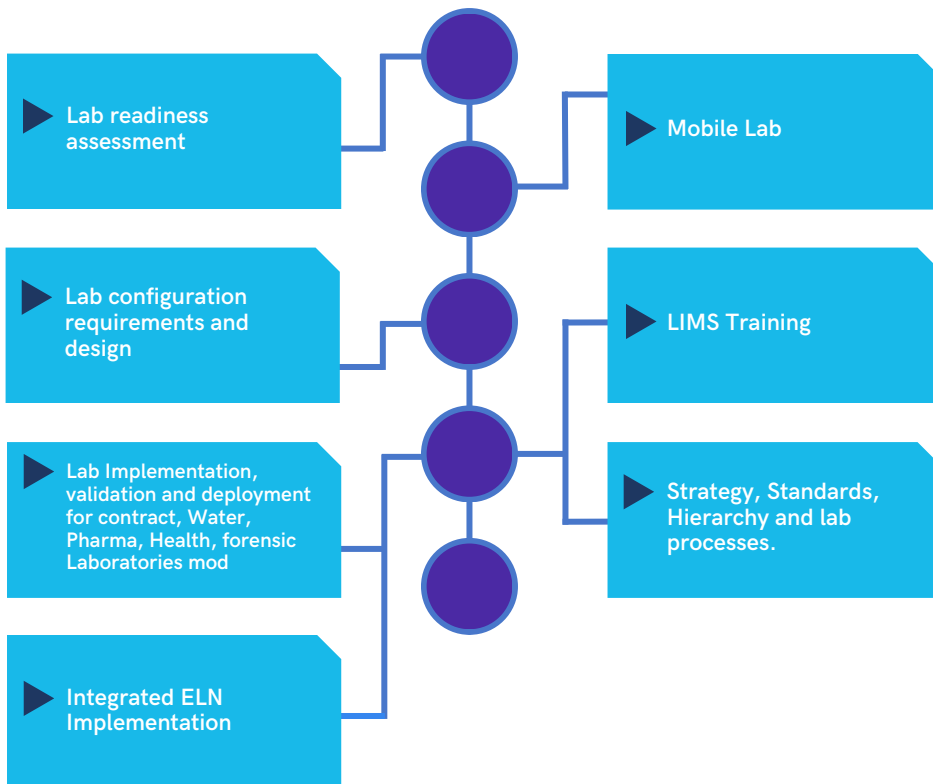 Lab readiness
assessment
Mobile Lab
Lab configuration
requirements and
design
LIMS Training
Lab Implementation,
validation and deployment
for contract, Water,
Pharma, Health, forensic
Laboratories mod
Strategy, Standards,
Hierarchy and lab
processes.
Integrated ELN
Implementation